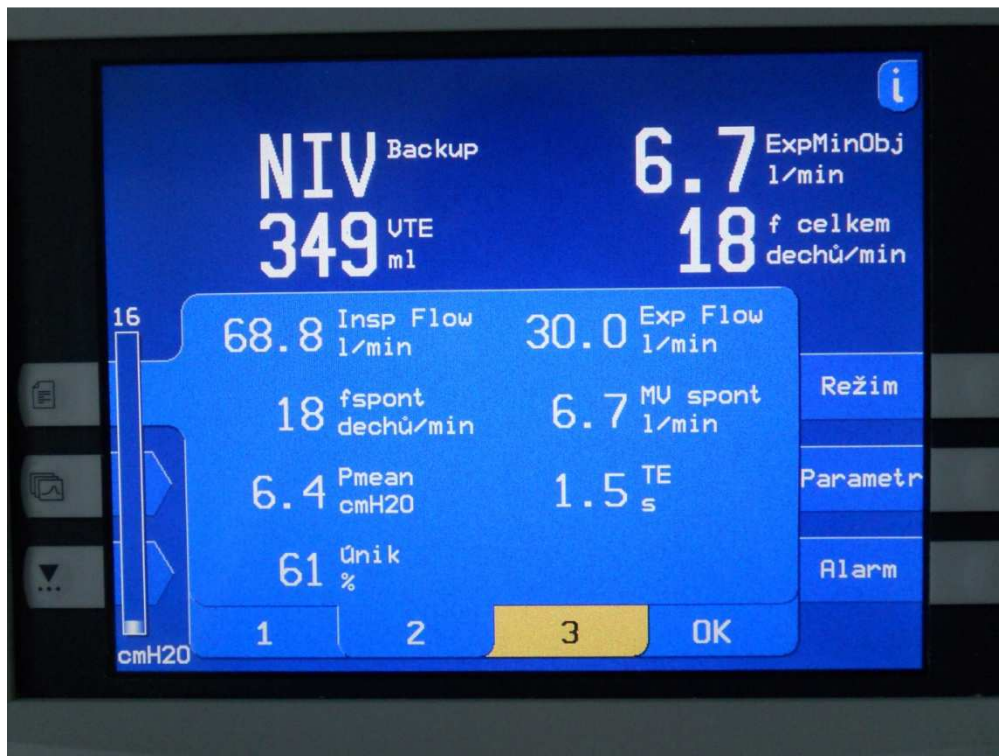 i
NIV Backup
6.7 ExpMinObj
l/min
349 VTE
ml
18 f celkem
dechů/min
16
68.8 Insp Flow
l/min
30.0 Exp Flow
l/min
18 fspont
dechů/min
6.7 MV spont
l/min
6.4 Pmean
cmH2O
1.5 TE
s
61 Únik
%
Režim
Parametr
Alarm
1 2 3 OK
cmH2O